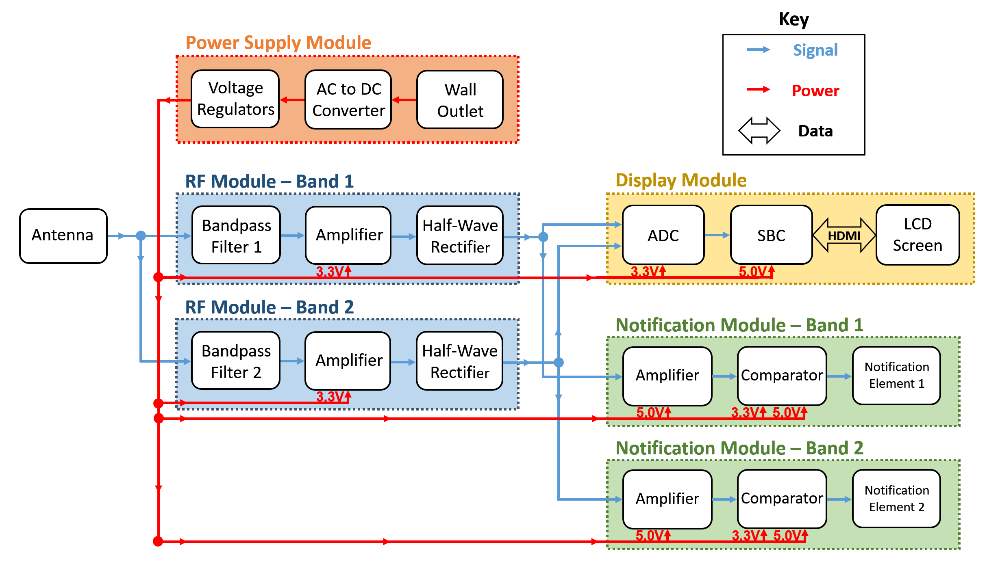 Key
Signal
Power
Data
Power Supply Module
Voltage
Regulators
AC to DC
Converter
Wall
Outlet
RF Module – Band 1
Antenna
Bandpass
Filter 1
Amplifier
3.3V
Half-Wave
Rectifier
Display Module
ADC
3.3V
SBC
5.0V
HDMI
LCD
Screen
RF Module – Band 2
Bandpass
Filter 2
Amplifier
3.3V
Half-Wave
Rectifier
Notification Module – Band 1
Amplifier
5.0V
Comparator
3.3V 5.0V
Notification
Element 1
Notification Module – Band 2
Amplifier
5.0V
Comparator
3.3V 5.0V
Notification
Element 2